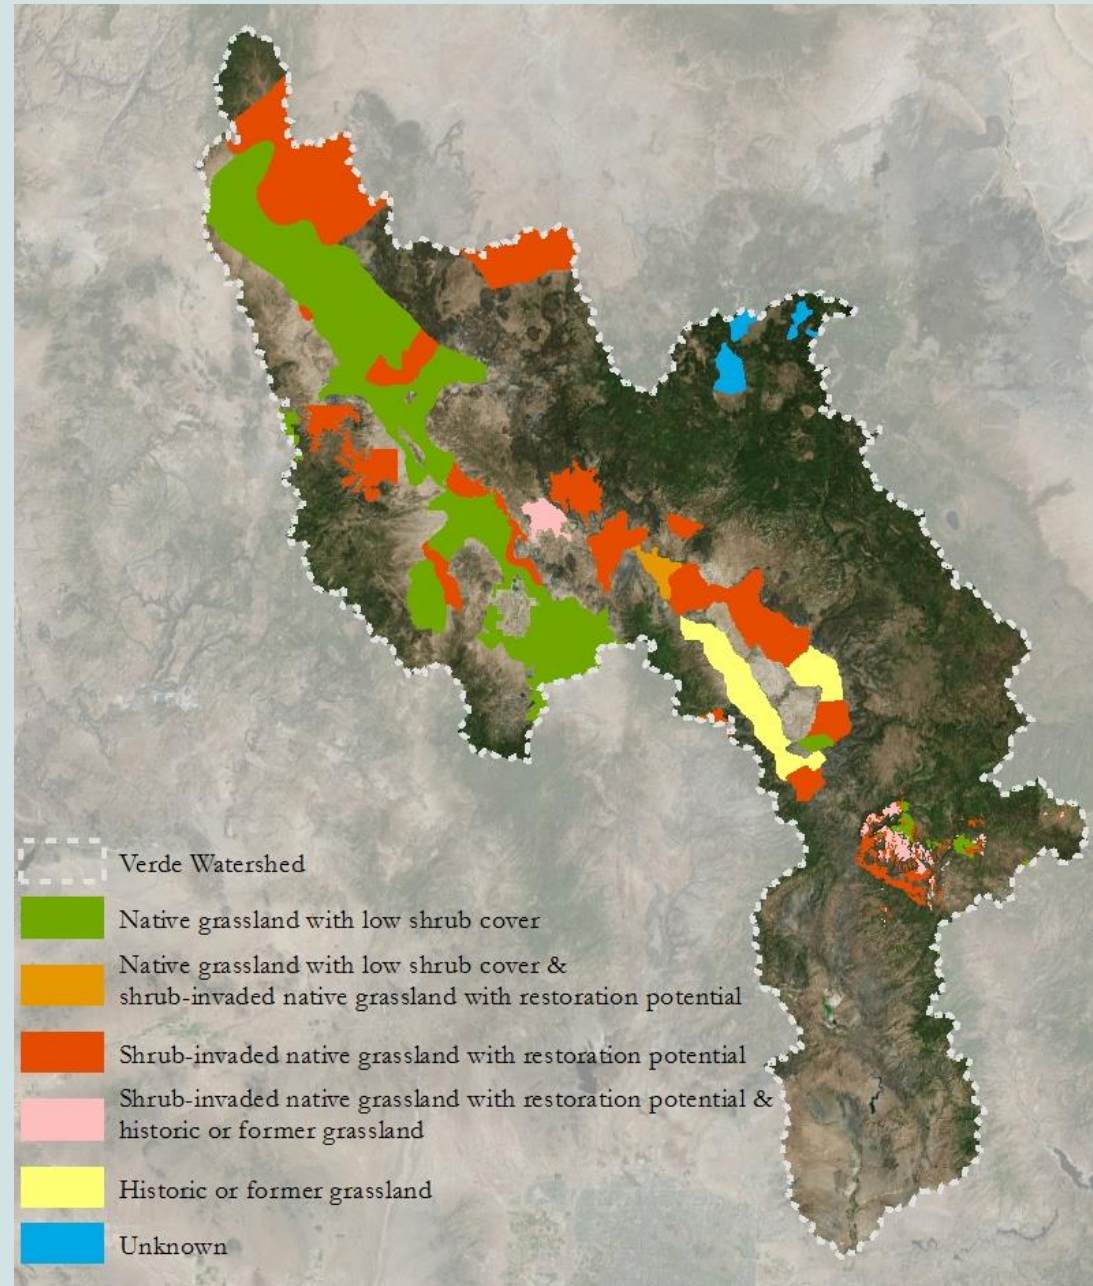 Verde Watershed
Native grassland with low shrub cover
Native grassland with low shrub cover &
shrub-invaded native grassland with restoration potential
Shrub-invaded native grassland with restoration potential
Shrub-invaded native grassland with restoration potential &
historic or former grassland
Historic or former grassland
Unknown